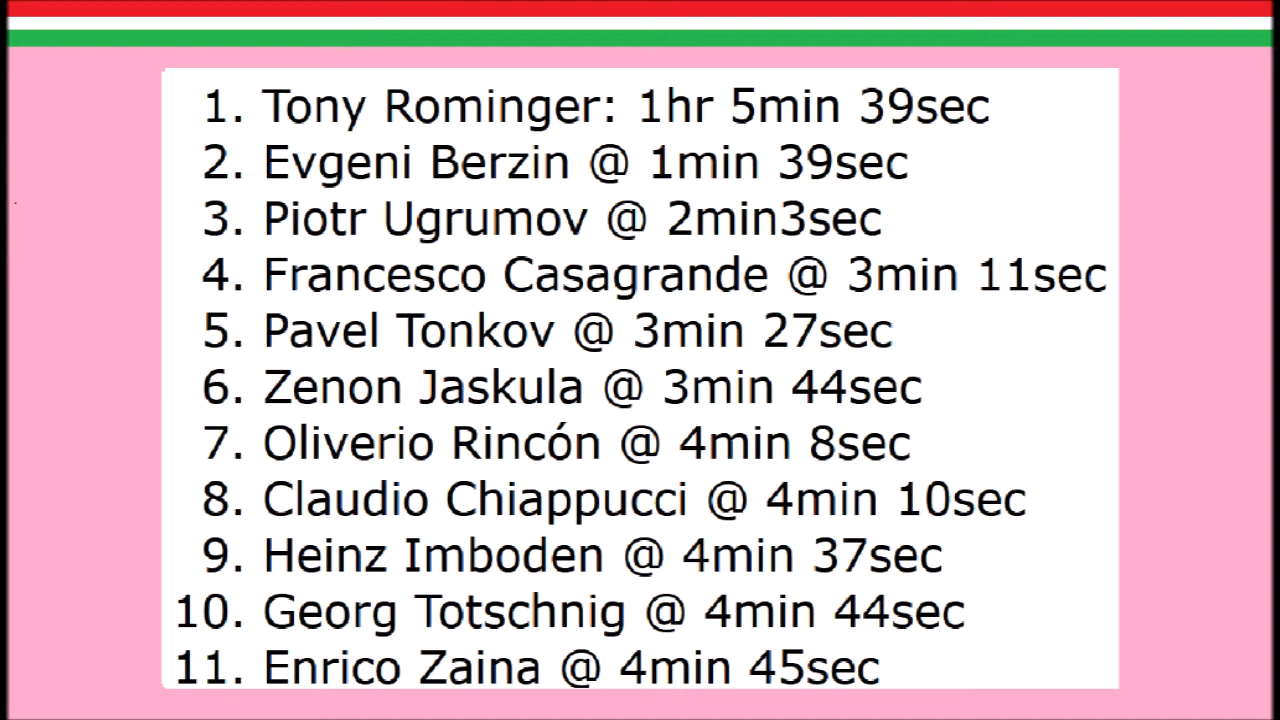 1. Tony Rominger: 1hr 5min 39sec
2. Evgeni Berzin @ 1min 39sec
3. Piotr Ugrumov @ 2min3sec
4. Francesco Casagrande @ 3min 11sec
5. Pavel Tonkov @ 3min 27sec
6. Zenon Jaskula @ 3min 44sec
7. Oliverio Rincón @ 4min 8sec
8. Claudio Chiappucci @ 4min 10sec
9. Heinz Imboden @ 4min 37sec
10. Georg Totschnig @ 4min 44sec
11. Enrico Zaina @ 4min 45sec